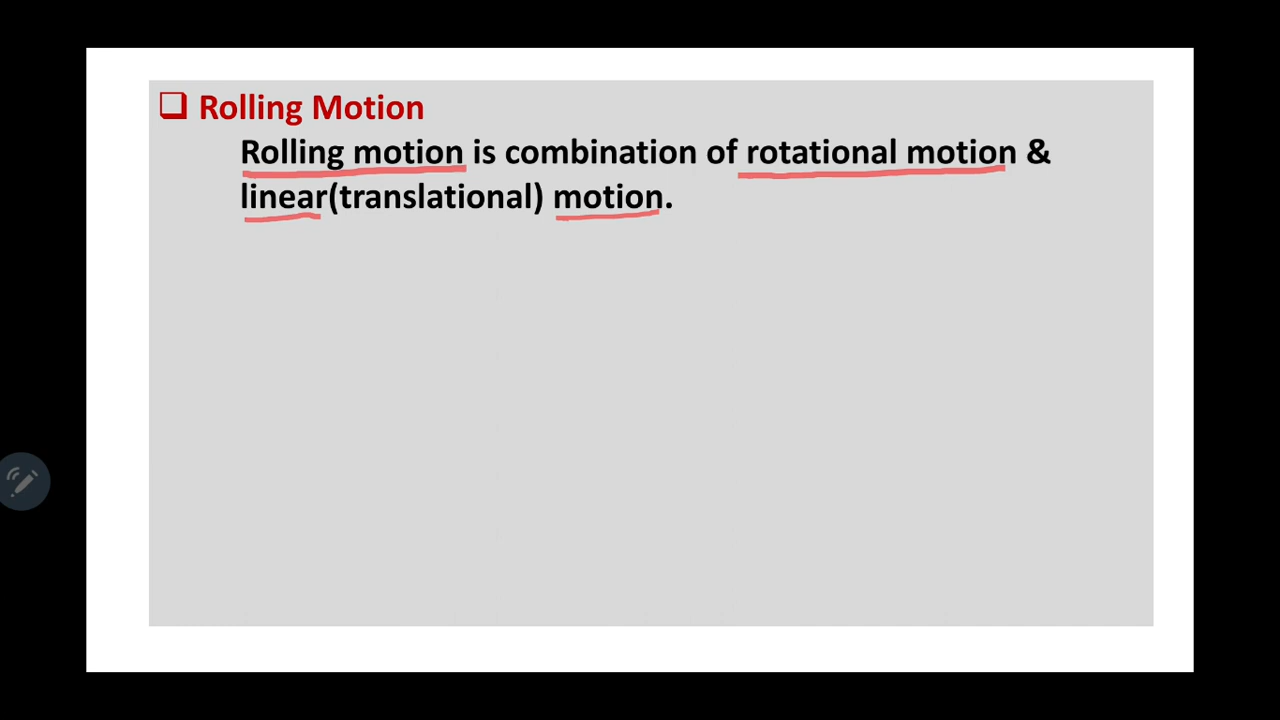 ❑ Rolling Motion
Rolling motion is combination of rotational motion &
linear(translational) motion.